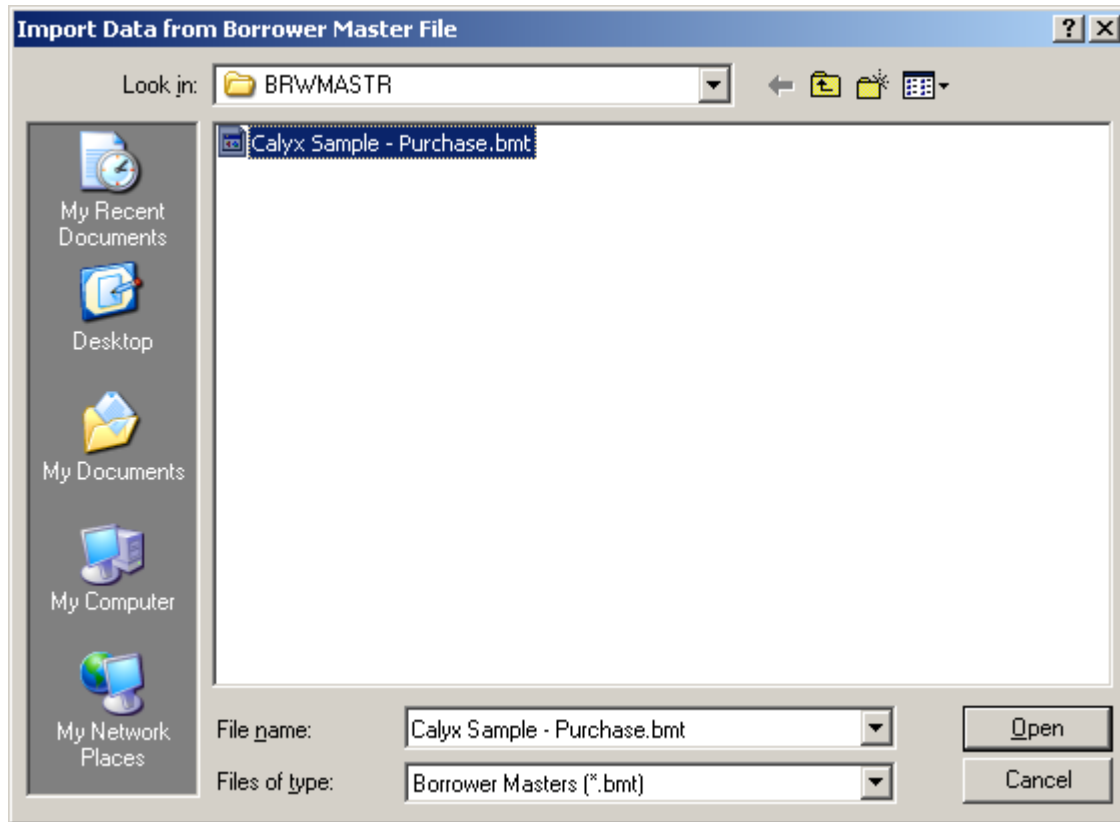 Import Data from Borrower Master File
Look in: BRWMASTR
Calyx Sample - Purchase.bmt
My Recent
Documents
Desktop
My Documents
My Computer
My Network
Places
File name: Calyx Sample - Purchase.bmt Open
Files of type: Borrower Masters (*.bmt) Cancel